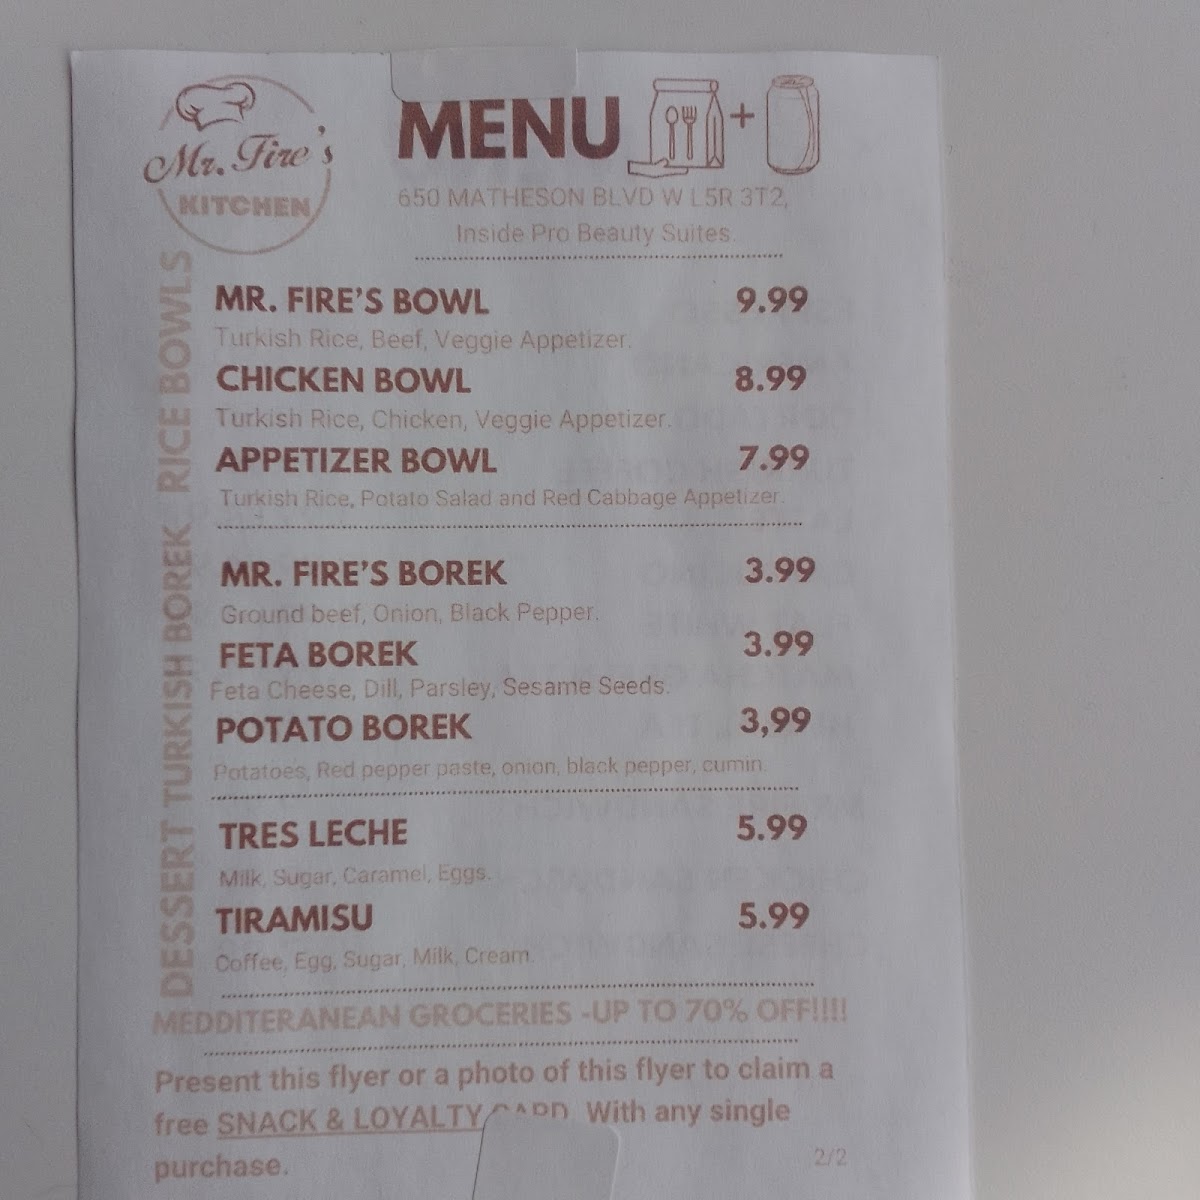 Mr. Fire's
KITCHEN
MENU
+
650 MATHESON BLVD W L5R 3T2,
Inside Pro Beauty Suites.
RICE BOWLS
MR. FIRE'S BOWL 9.99
Turkish Rice, Beef, Veggie Appetizer.
CHICKEN BOWL 8.99
Turkish Rice, Chicken, Veggie Appetizer.
APPETIZER BOWL 7.99
Turkish Rice, Potato Salad and Red Cabbage Appetizer.
TURKISH BOREK
MR. FIRE'S BOREK 3.99
Ground beef, Onion, Black Pepper.
FETA BOREK 3.99
Feta Cheese, Dill, Parsley, Sesame Seeds.
POTATO BOREK 3,99
Potatoes, Red pepper paste, onion, black pepper, cumin.
DESSERT
TRES LECHE 5.99
Milk, Sugar, Caramel, Eggs.
TIRAMISU 5.99
Coffee, Egg, Sugar, Milk, Cream.
MEDDITERANEAN GROCERIES -UP TO 70% OFF!!!!
Present this flyer or a photo of this flyer to claim a
free SNACK & LOYALTY CARD With any single
purchase.
2/2